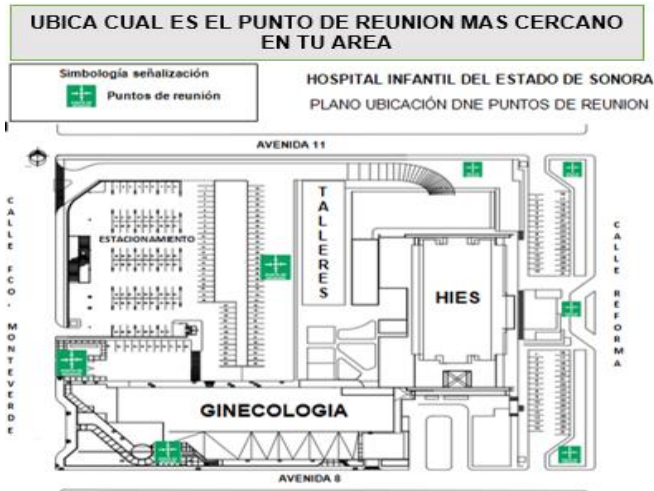 UBICA CUAL ES EL PUNTO DE REUNION MAS CERCANO
EN TU AREA
Simbología señalización
Puntos de reunión
HOSPITAL INFANTIL DEL ESTADO DE SONORA
PLANO UBICACIÓN DNE PUNTOS DE REUNION
AVENIDA 11
CALLE FCO. MONTEVERDE
ESTACIONAMIENTO
TALLERES
HIES
CALLE REFORMA
GINECOLOGIA
AVENIDA 8